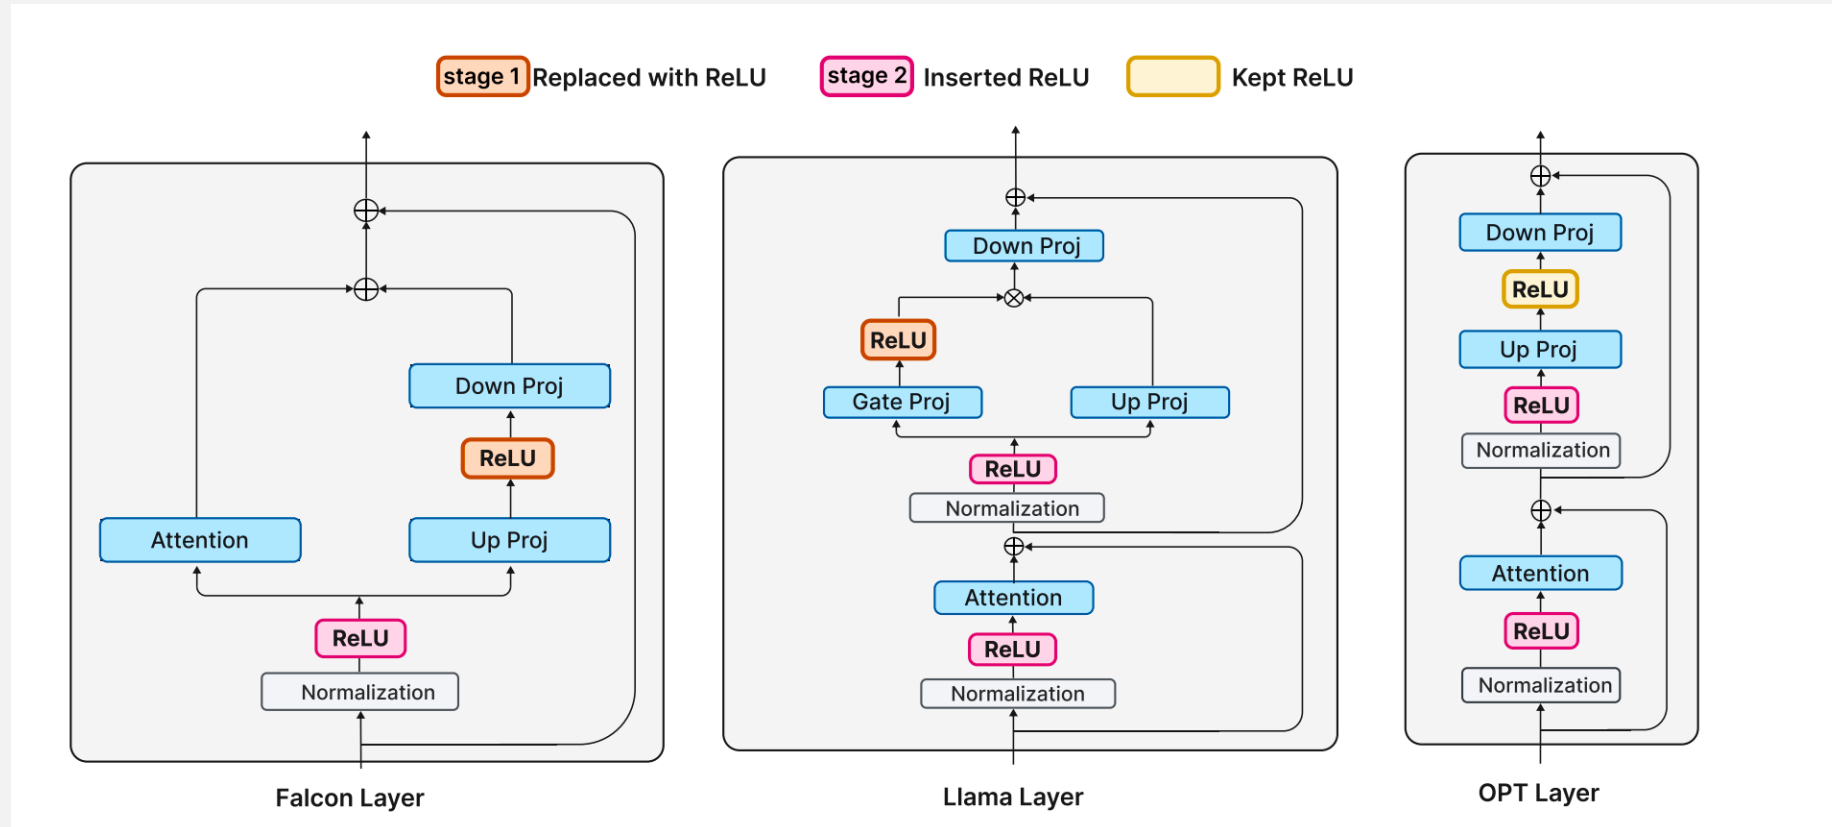 stage 1 Replaced with ReLU
stage 2 Inserted ReLU
Kept ReLU
Down Proj
ReLU
Attention
Up Proj
ReLU
Normalization
Falcon Layer
Down Proj
ReLU
Gate Proj
Up Proj
ReLU
Normalization
Attention
ReLU
Normalization
Llama Layer
Down Proj
ReLU
Up Proj
ReLU
Normalization
Attention
ReLU
Normalization
OPT Layer